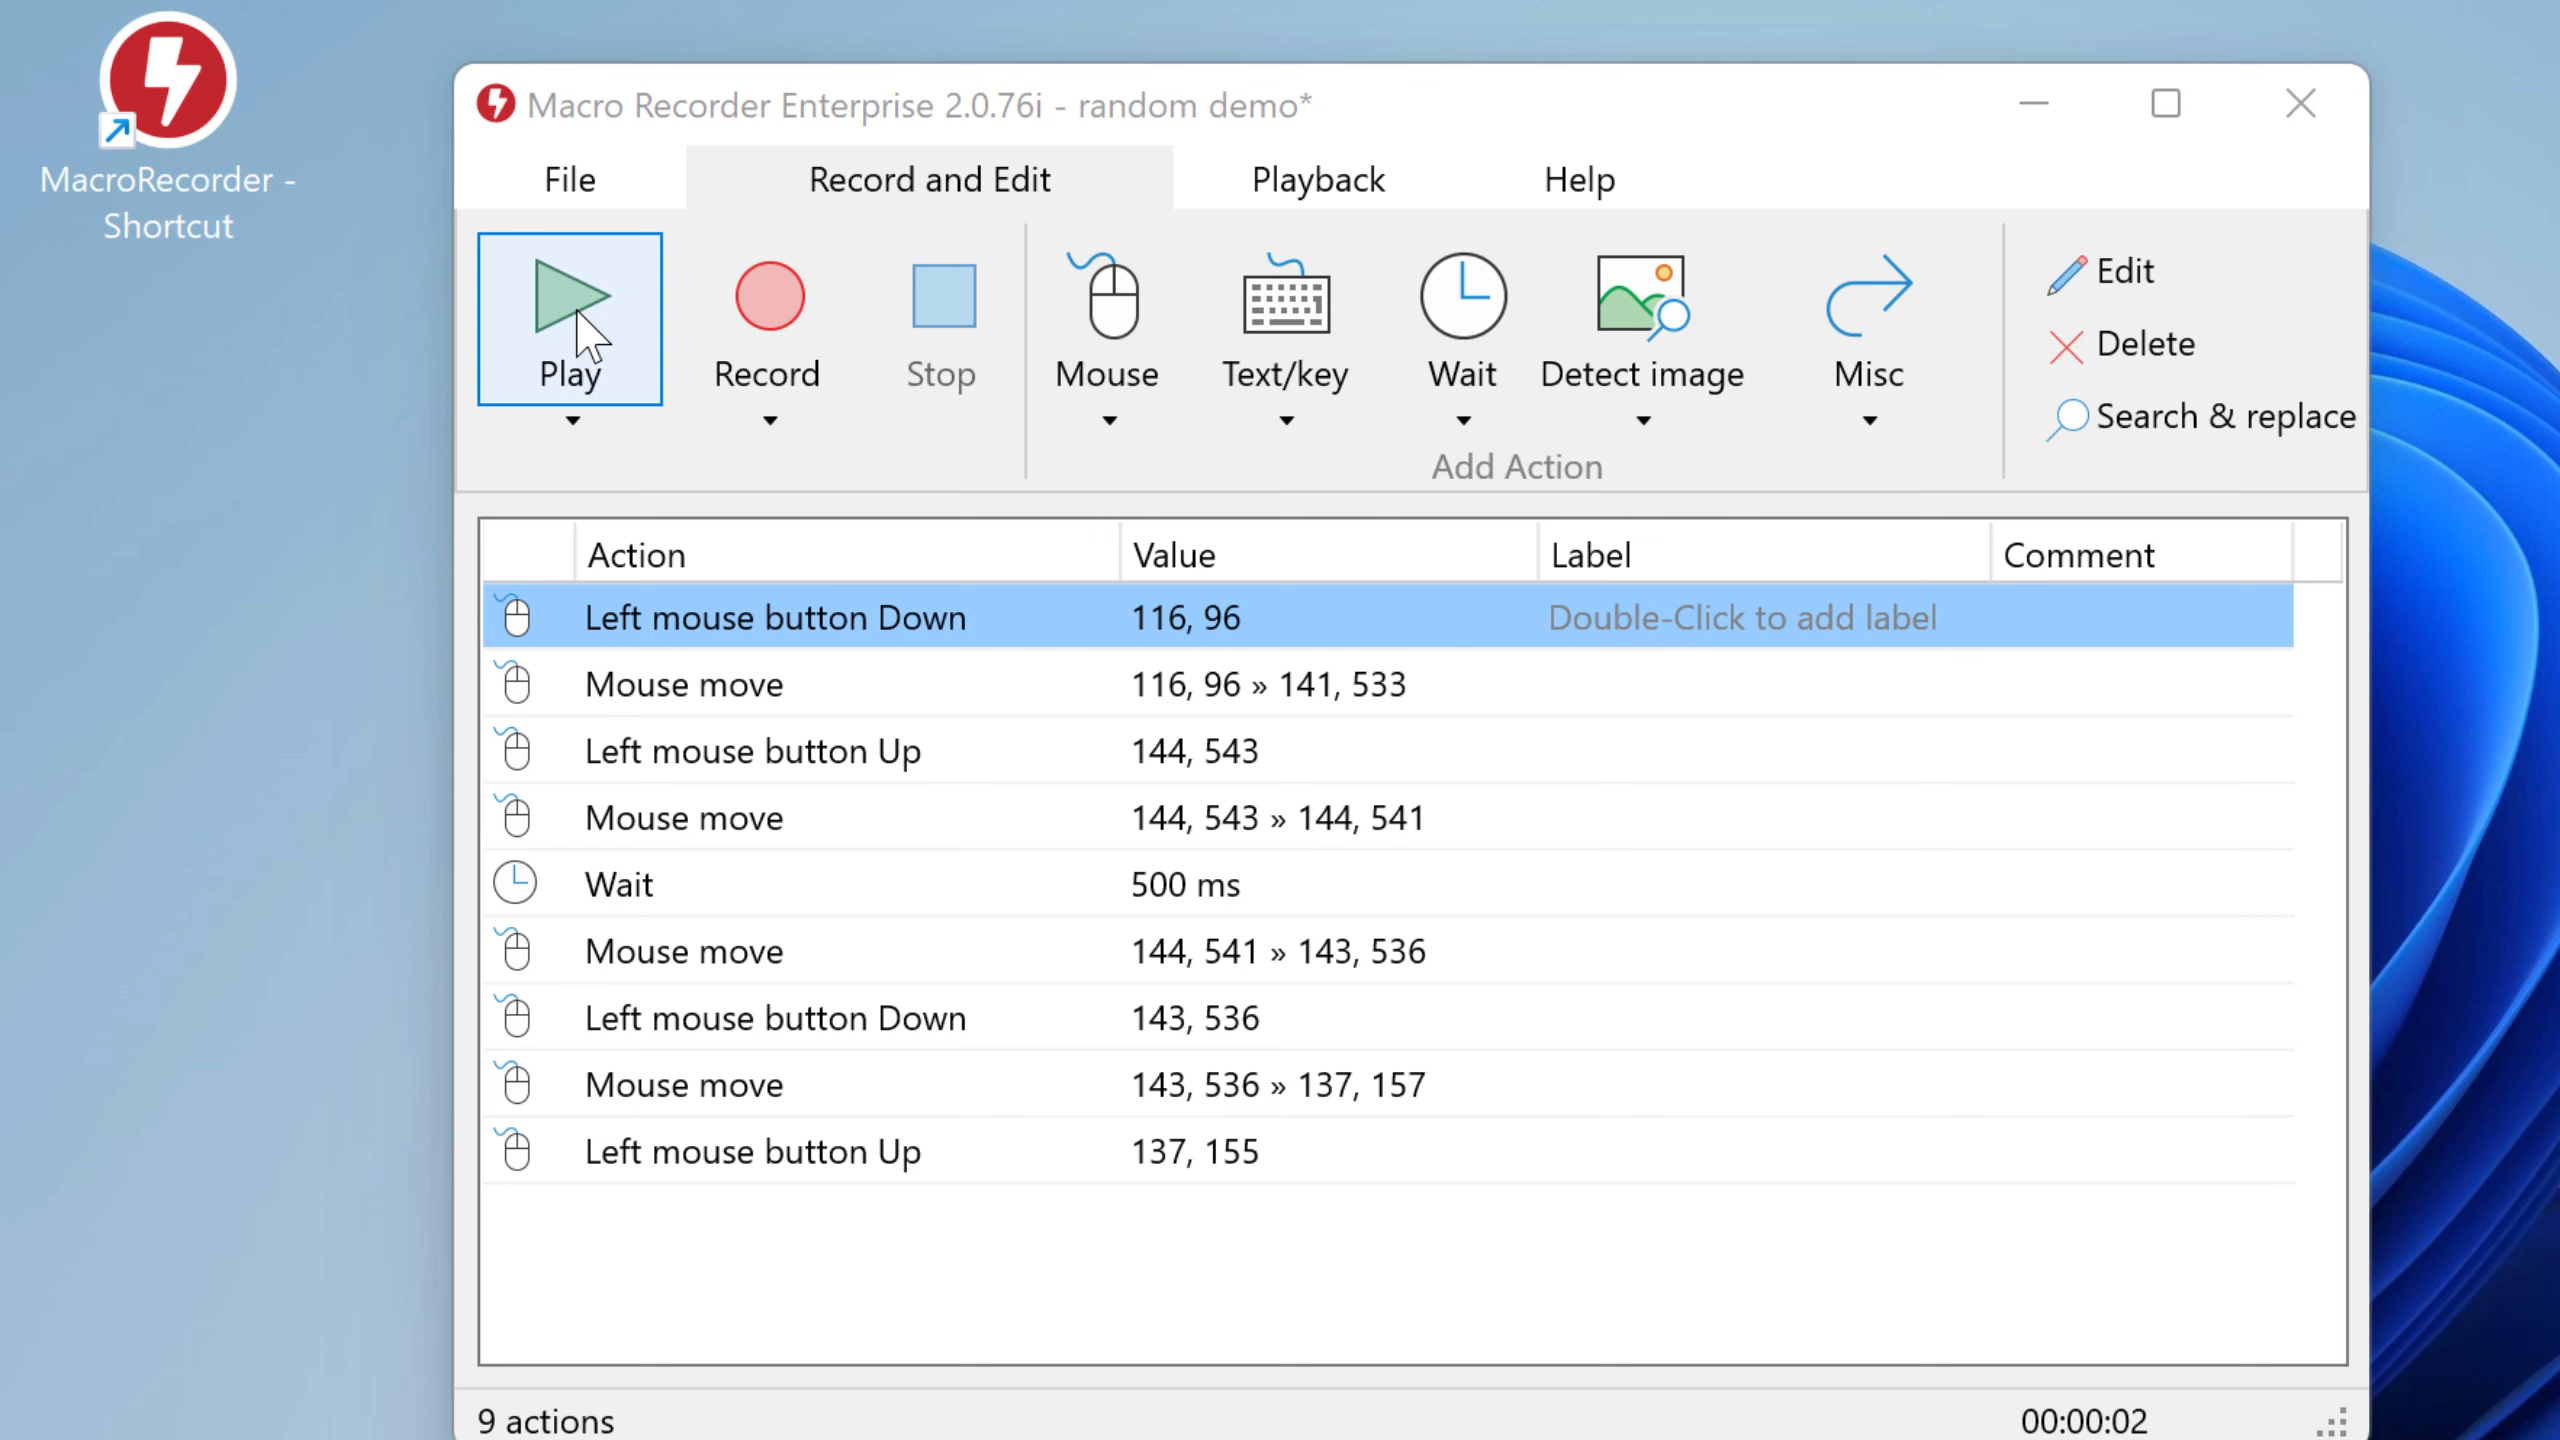 MacroRecorder -
Shortcut
Macro Recorder Enterprise 2.0.76i - random demo*
File Record and Edit Playback Help
Play Record Stop Mouse Text/key Wait Detect image Misc
Edit
Delete
Search & replace
Add Action
Action Value Label Comment
Left mouse button Down 116, 96 Double-Click to add label
Mouse move 116, 96 » 141, 533
Left mouse button Up 144, 543
Mouse move 144, 543 » 144, 541
Wait 500 ms
Mouse move 144, 541 » 143, 536
Left mouse button Down 143, 536
Mouse move 143, 536 » 137, 157
Left mouse button Up 137, 155
9 actions 00:00:02